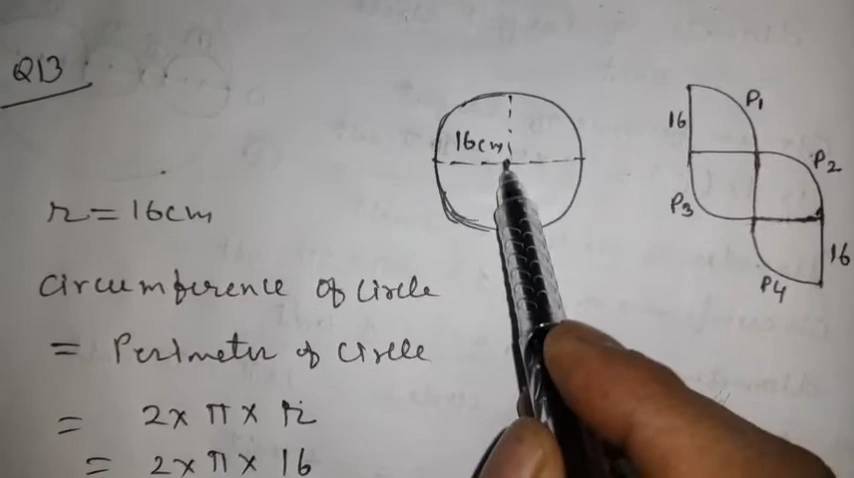 Q13
16cm
16
P1
P2
P3
16
P4
r = 16cm
Circumference of Circle
= Perimeter of Circle
= 2 × π × r
= 2 × π × 16